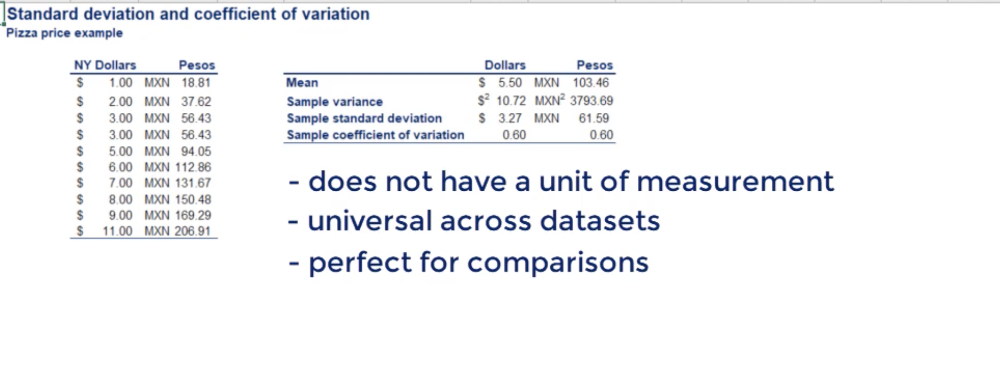 Standard deviation and coefficient of variation
Pizza price example
NY Dollars Pesos
$ 1.00 MXN 18.81
$ 2.00 MXN 37.62
$ 3.00 MXN 56.43
$ 3.00 MXN 56.43
$ 5.00 MXN 94.05
$ 6.00 MXN 112.86
$ 7.00 MXN 131.67
$ 8.00 MXN 150.48
$ 9.00 MXN 169.29
$ 11.00 MXN 206.91
Dollars Pesos
Mean $ 5.50 MXN 103.46
Sample variance $² 10.72 MXN² 3793.69
Sample standard deviation $ 3.27 MXN 61.59
Sample coefficient of variation 0.60 0.60
- does not have a unit of measurement
- universal across datasets
- perfect for comparisons